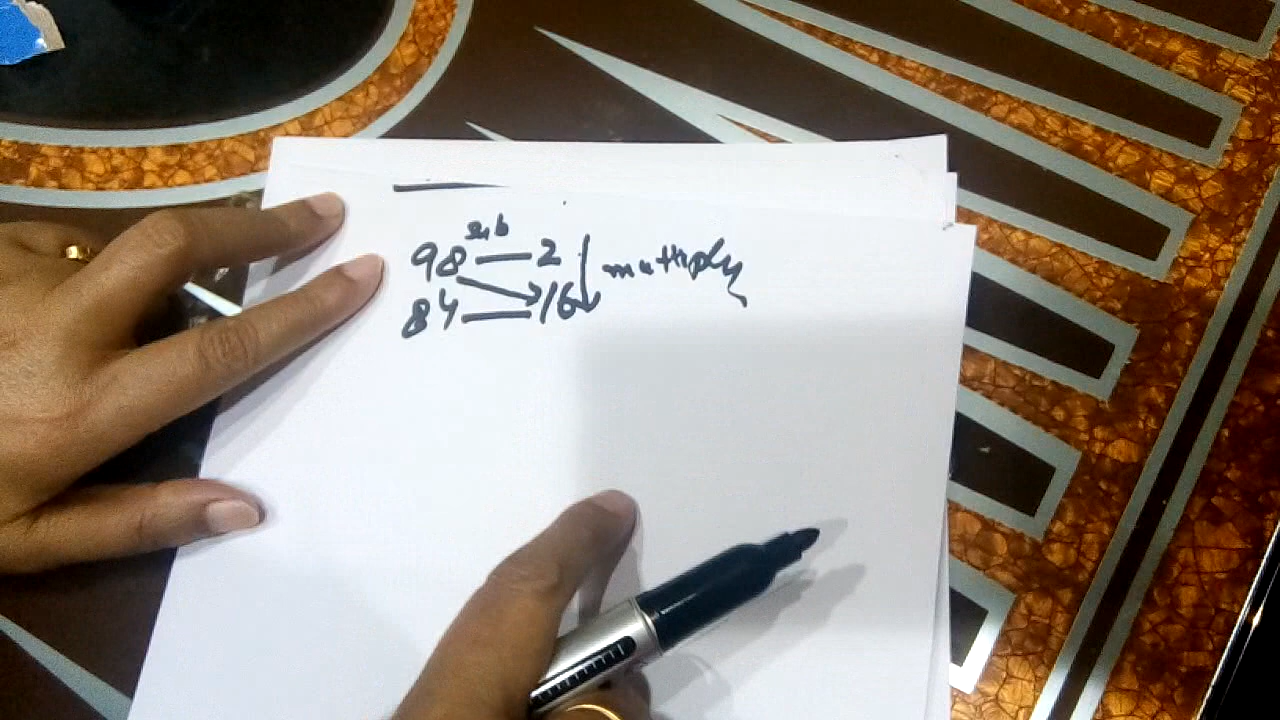 98 sub — 2 ↓ multiply
84 — 16